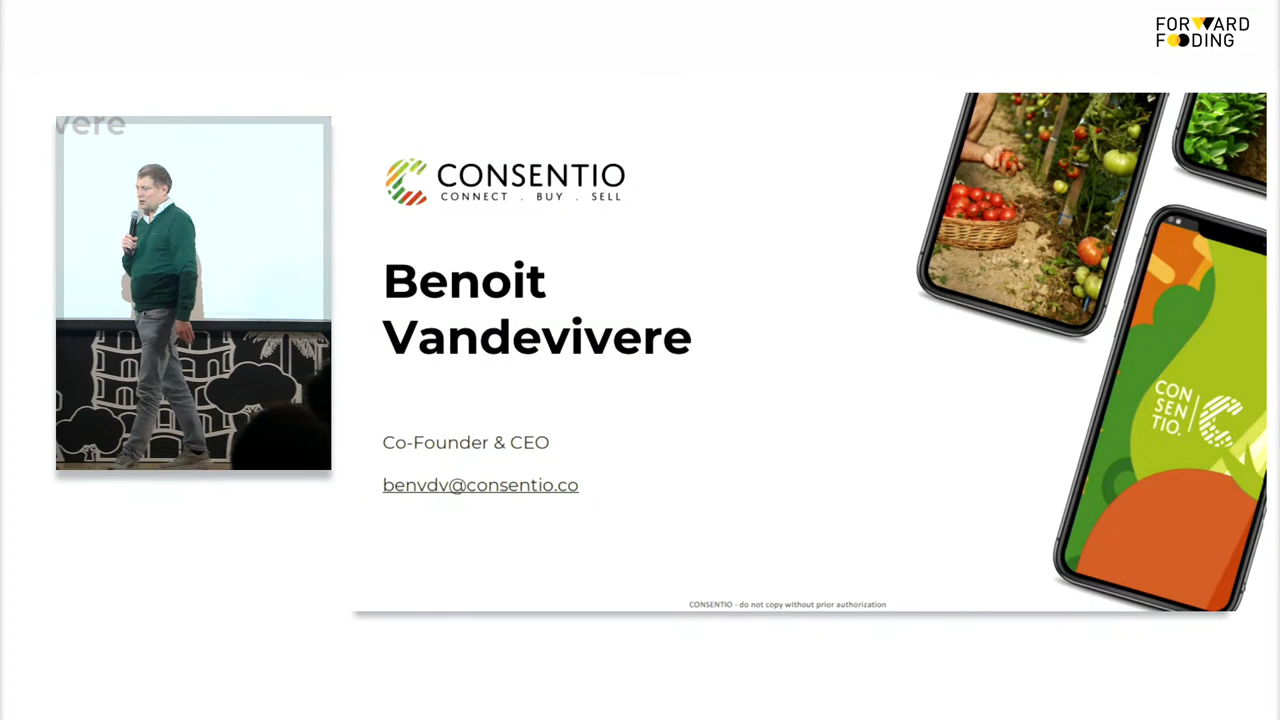 FORWARD
FOODING
vere
CONSENTIO
CONNECT . BUY . SELL
Benoit
Vandevivere
Co-Founder & CEO
benvdv@consentio.co
CON
SEN
TIO.
CONSENTIO - do not copy without prior authorization